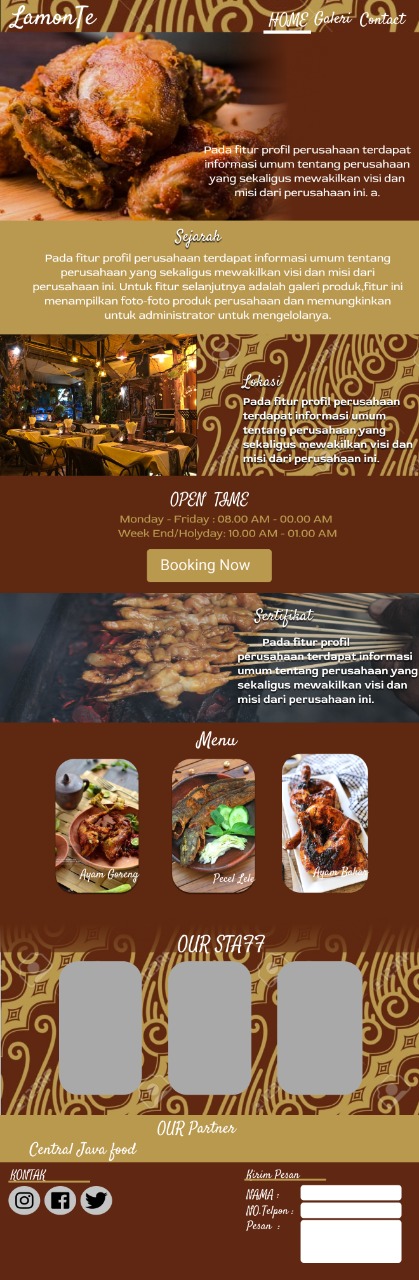 LamonTe
HOME Galeri Contact
Pada fitur profil perusahaan terdapat
informasi umum tentang perusahaan
yang sekaligus mewakilkan visi dan
misi dari perusahaan ini. a.
Sejarah
Pada fitur profil perusahaan terdapat informasi umum tentang
perusahaan yang sekaligus mewakilkan visi dan misi dari
perusahaan ini. Untuk fitur selanjutnya adalah galeri produk,fitur ini
menampilkan foto-foto produk perusahaan dan memungkinkan
untuk administrator untuk mengelolanya.
Lokasi
Pada fitur profil perusahaan
terdapat informasi umum
tentang perusahaan yang
sekaligus mewakilkan visi dan
misi dari perusahaan ini.
OPEN TIME
Monday - Friday : 08.00 AM - 00.00 AM
Week End/Holyday: 10.00 AM - 01.00 AM
Booking Now
Sertifikat
Pada fitur profil
perusahaan terdapat informasi
umum tentang perusahaan yang
sekaligus mewakilkan visi dan
misi dari perusahaan ini.
Menu
Ayam Goreng
Pecel Lele
Ayam Bakar
OUR STAFF
OUR Partner
Central Java food
KONTAK
Kirim Pesan
NAMA :
NO.Telpon :
Pesan :